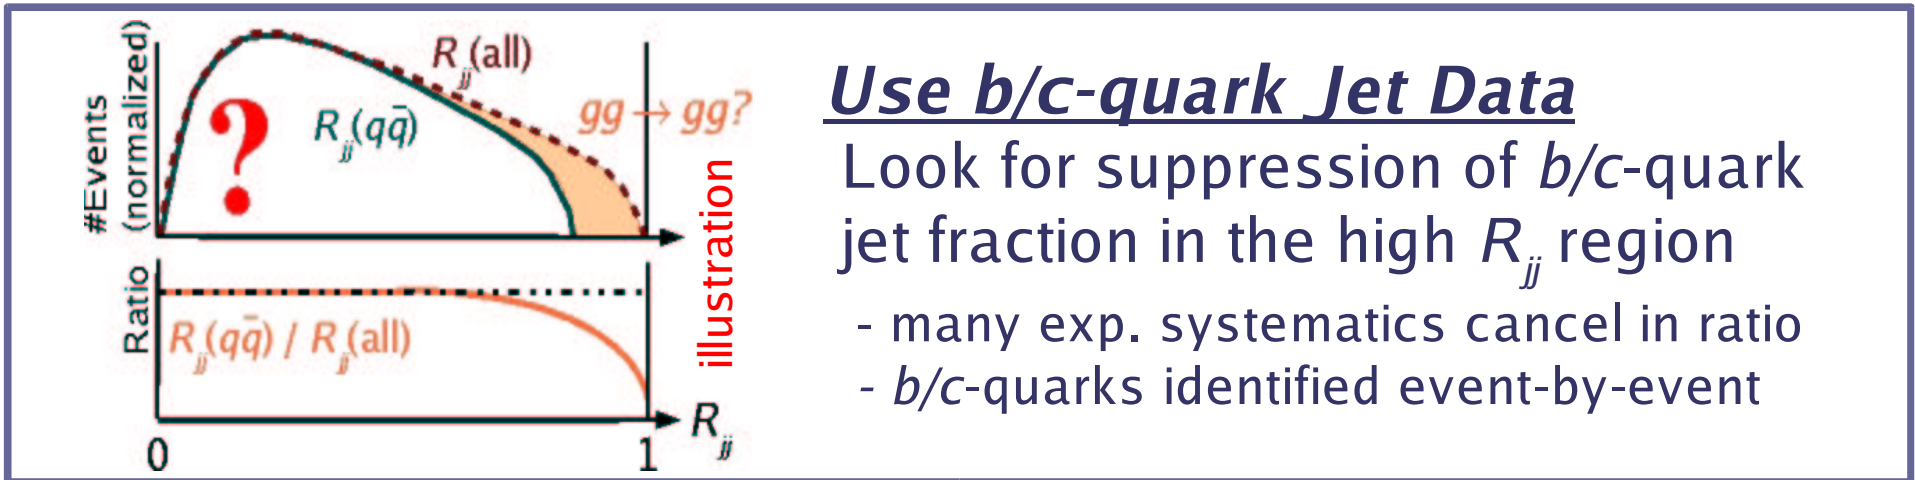 #Events
(normalized)
R_jj(all)
gg → gg?
?
R_jj(qq̄)
illustration
Ratio
R_jj(qq̄) / R_jj(all)
0
1
R_jj
Use b/c-quark Jet Data
Look for suppression of b/c-quark
jet fraction in the high R_jj region
- many exp. systematics cancel in ratio
- b/c-quarks identified event-by-event